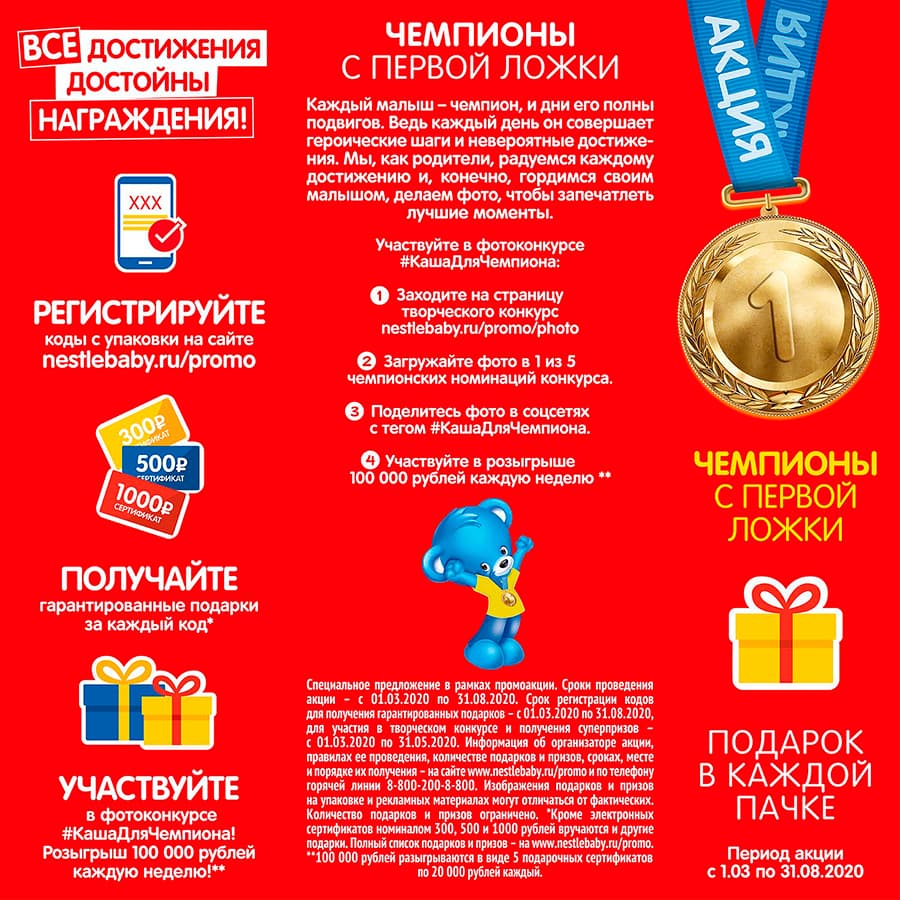 ВСЕ ДОСТИЖЕНИЯ
ДОСТОЙНЫ
НАГРАЖДЕНИЯ!
XXX
РЕГИСТРИРУЙТЕ
коды с упаковки на сайте
nestlebaby.ru/promo
300₽
СЕРТИФИКАТ
500₽
СЕРТИФИКАТ
1000₽
СЕРТИФИКАТ
ПОЛУЧАЙТЕ
гарантированные подарки
за каждый код*
УЧАСТВУЙТЕ
в фотоконкурсе
#КашаДляЧемпиона!
Розыгрыш 100 000 рублей
каждую неделю!**
ЧЕМПИОНЫ
С ПЕРВОЙ ЛОЖКИ
Каждый малыш – чемпион, и дни его полны
подвигов. Ведь каждый день он совершает
героические шаги и невероятные достиже-
ния. Мы, как родители, радуемся каждому
достижению и, конечно, гордимся своим
малышом, делаем фото, чтобы запечатлеть
лучшие моменты.
Участвуйте в фотоконкурсе
#КашаДляЧемпиона:
1 Заходите на страницу
творческого конкурс
nestlebaby.ru/promo/photo
2 Загружайте фото в 1 из 5
чемпионских номинаций конкурса.
3 Поделитесь фото в соцсетях
с тегом #КашаДляЧемпиона.
4 Участвуйте в розыгрыше
100 000 рублей каждую неделю **
Специальное предложение в рамках промоакции. Сроки проведения
акции – с 01.03.2020 по 31.08.2020. Срок регистрации кодов
для получения гарантированных подарков – с 01.03.2020 по 31.08.2020,
для участия в творческом конкурсе и получения суперпризов –
с 01.03.2020 по 31.05.2020. Информация об организаторе акции,
правилах ее проведения, количестве подарков и призов, сроках, месте
и порядке их получения – на сайте www.nestlebaby.ru/promo и по телефону
горячей линии 8-800-200-8-800. Изображения подарков и призов
на упаковке и рекламных материалах могут отличаться от фактических.
Количество подарков и призов ограничено. *Кроме электронных
сертификатов номиналом 300, 500 и 1000 рублей вручаются и другие
подарки. Полный список подарков и призов – на www.nestlebaby.ru/promo.
**100 000 рублей разыгрываются в виде 5 подарочных сертификатов
по 20 000 рублей каждый.
АКЦИЯ
АКЦИЯ
1
ЧЕМПИОНЫ
С ПЕРВОЙ
ЛОЖКИ
ПОДАРОК
В КАЖДОЙ
ПАЧКЕ
Период акции
с 1.03 по 31.08.2020